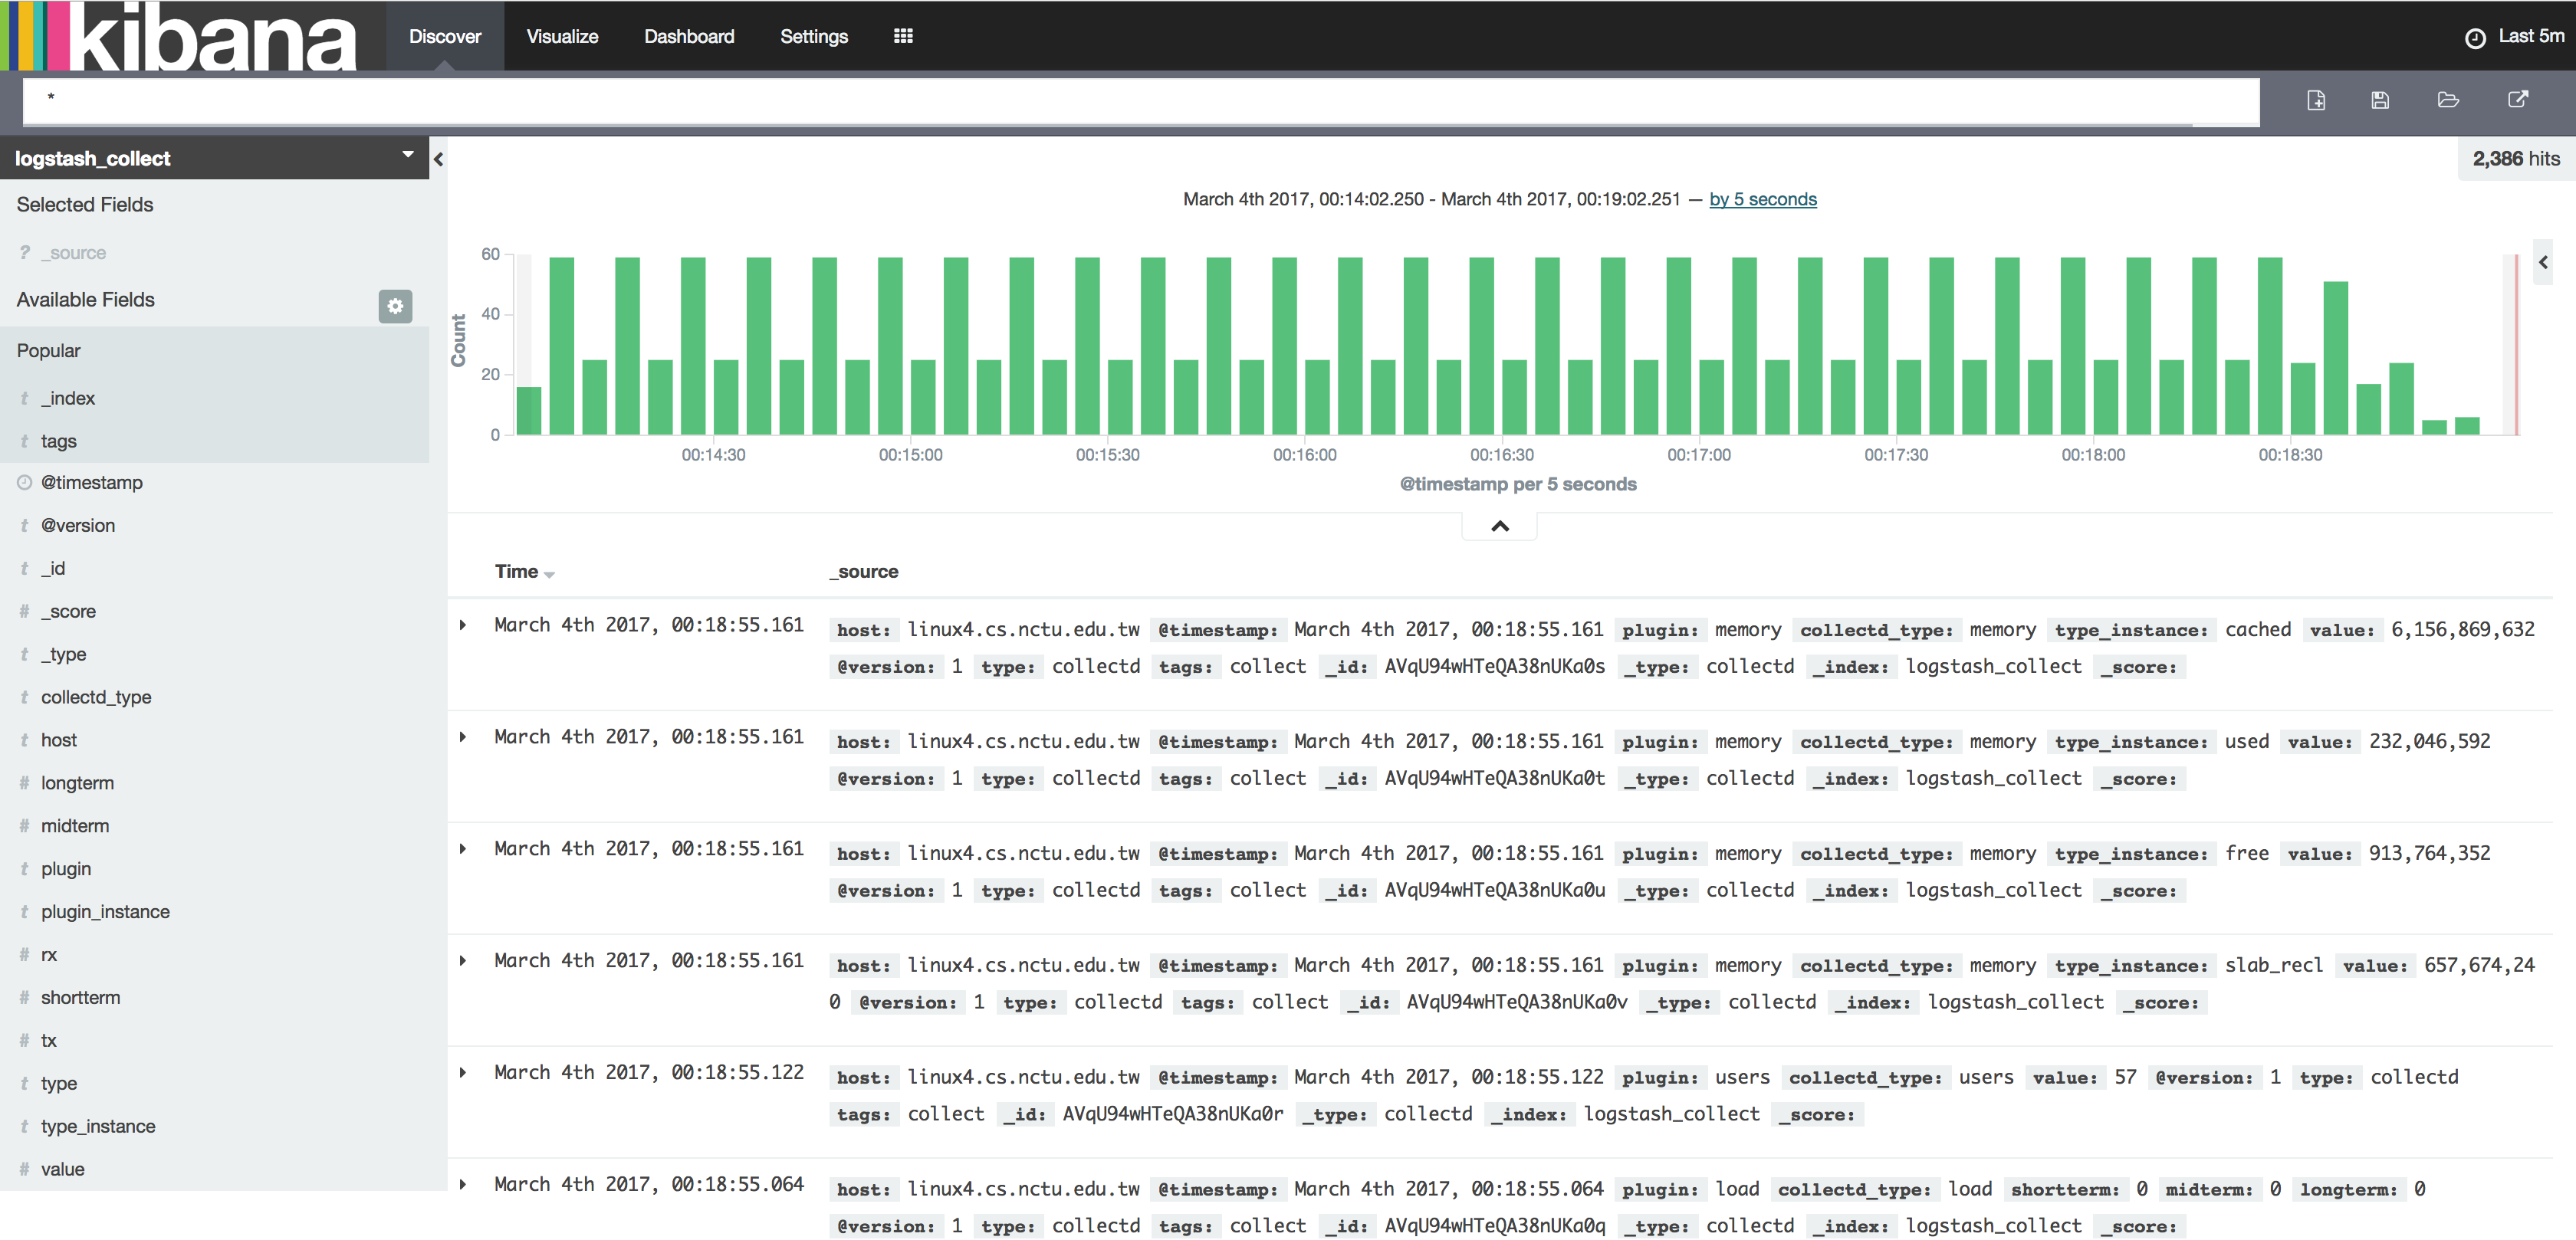 kibana Discover Visualize Dashboard Settings Last 5m
*
logstash_collect
2,386 hits
Selected Fields
? _source
Available Fields
Popular
t _index
t tags
@timestamp
t @version
t _id
# _score
t _type
t collectd_type
t host
# longterm
# midterm
t plugin
t plugin_instance
# rx
# shortterm
# tx
t type
t type_instance
# value
March 4th 2017, 00:14:02.250 - March 4th 2017, 00:19:02.251 — by 5 seconds
Count
60
40
20
0
00:14:30 00:15:00 00:15:30 00:16:00 00:16:30 00:17:00 00:17:30 00:18:00 00:18:30
@timestamp per 5 seconds
Time _source
March 4th 2017, 00:18:55.161 host: linux4.cs.nctu.edu.tw @timestamp: March 4th 2017, 00:18:55.161 plugin: memory collectd_type: memory type_instance: cached value: 6,156,869,632
@version: 1 type: collectd tags: collect _id: AVqU94wHTeQA38nUKa0s _type: collectd _index: logstash_collect _score:
March 4th 2017, 00:18:55.161 host: linux4.cs.nctu.edu.tw @timestamp: March 4th 2017, 00:18:55.161 plugin: memory collectd_type: memory type_instance: used value: 232,046,592
@version: 1 type: collectd tags: collect _id: AVqU94wHTeQA38nUKa0t _type: collectd _index: logstash_collect _score:
March 4th 2017, 00:18:55.161 host: linux4.cs.nctu.edu.tw @timestamp: March 4th 2017, 00:18:55.161 plugin: memory collectd_type: memory type_instance: free value: 913,764,352
@version: 1 type: collectd tags: collect _id: AVqU94wHTeQA38nUKa0u _type: collectd _index: logstash_collect _score:
March 4th 2017, 00:18:55.161 host: linux4.cs.nctu.edu.tw @timestamp: March 4th 2017, 00:18:55.161 plugin: memory collectd_type: memory type_instance: slab_recl value: 657,674,24
0 @version: 1 type: collectd tags: collect _id: AVqU94wHTeQA38nUKa0v _type: collectd _index: logstash_collect _score:
March 4th 2017, 00:18:55.122 host: linux4.cs.nctu.edu.tw @timestamp: March 4th 2017, 00:18:55.122 plugin: users collectd_type: users value: 57 @version: 1 type: collectd
tags: collect _id: AVqU94wHTeQA38nUKa0r _type: collectd _index: logstash_collect _score:
March 4th 2017, 00:18:55.064 host: linux4.cs.nctu.edu.tw @timestamp: March 4th 2017, 00:18:55.064 plugin: load collectd_type: load shortterm: 0 midterm: 0 longterm: 0
@version: 1 type: collectd tags: collect _id: AVqU94wHTeQA38nUKa0q _type: collectd _index: logstash_collect _score: